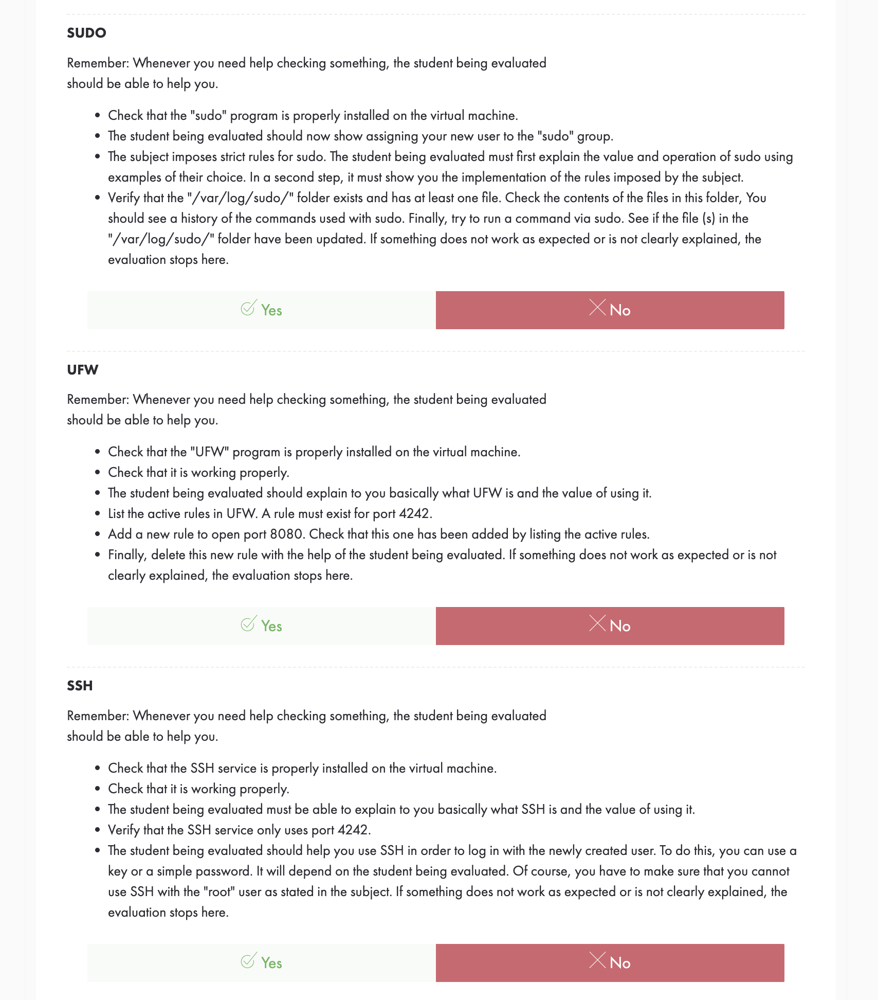 SUDO
Remember: Whenever you need help checking something, the student being evaluated
should be able to help you.
• Check that the "sudo" program is properly installed on the virtual machine.
• The student being evaluated should now show assigning your new user to the "sudo" group.
• The subject imposes strict rules for sudo. The student being evaluated must first explain the value and operation of sudo using
examples of their choice. In a second step, it must show you the implementation of the rules imposed by the subject.
• Verify that the "/var/log/sudo/" folder exists and has at least one file. Check the contents of the files in this folder, You
should see a history of the commands used with sudo. Finally, try to run a command via sudo. See if the file (s) in the
"/var/log/sudo/" folder have been updated. If something does not work as expected or is not clearly explained, the
evaluation stops here.
Yes
No
UFW
Remember: Whenever you need help checking something, the student being evaluated
should be able to help you.
• Check that the "UFW" program is properly installed on the virtual machine.
• Check that it is working properly.
• The student being evaluated should explain to you basically what UFW is and the value of using it.
• List the active rules in UFW. A rule must exist for port 4242.
• Add a new rule to open port 8080. Check that this one has been added by listing the active rules.
• Finally, delete this new rule with the help of the student being evaluated. If something does not work as expected or is not
clearly explained, the evaluation stops here.
Yes
No
SSH
Remember: Whenever you need help checking something, the student being evaluated
should be able to help you.
• Check that the SSH service is properly installed on the virtual machine.
• Check that it is working properly.
• The student being evaluated must be able to explain to you basically what SSH is and the value of using it.
• Verify that the SSH service only uses port 4242.
• The student being evaluated should help you use SSH in order to log in with the newly created user. To do this, you can use a
key or a simple password. It will depend on the student being evaluated. Of course, you have to make sure that you cannot
use SSH with the "root" user as stated in the subject. If something does not work as expected or is not clearly explained, the
evaluation stops here.
Yes
No